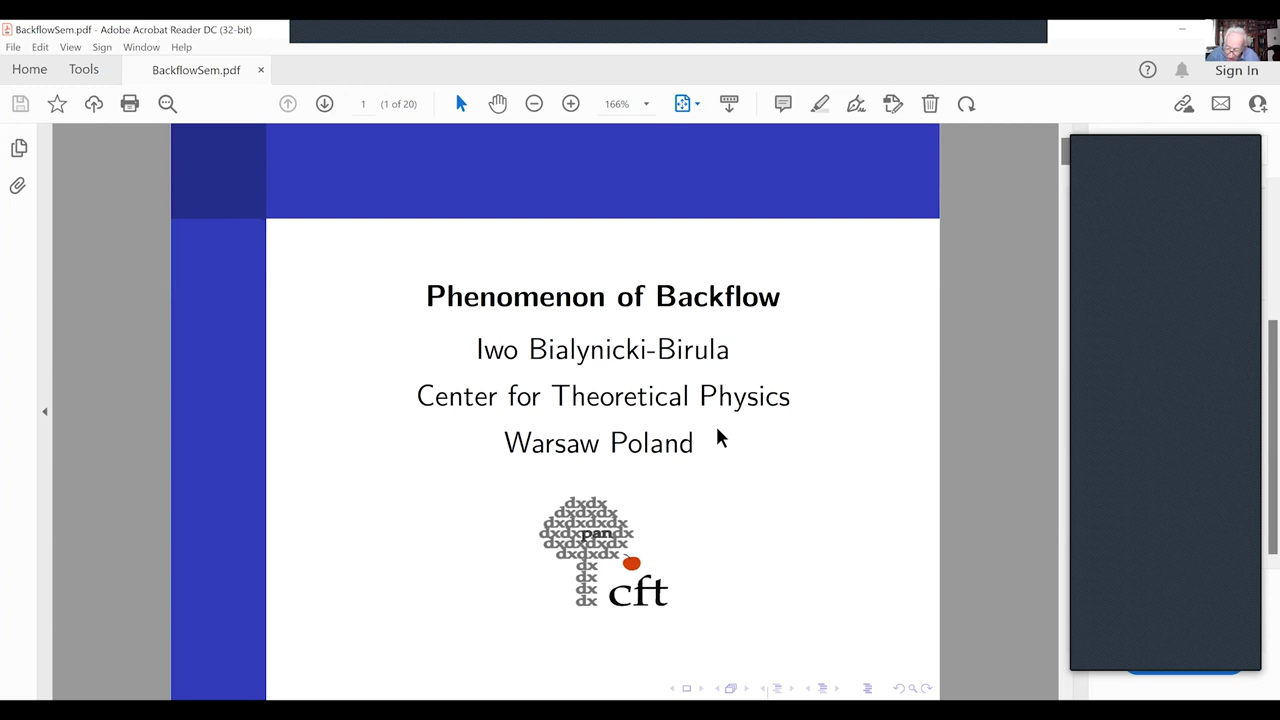 BackflowSem.pdf - Adobe Acrobat Reader DC (32-bit)
File Edit View Sign Window Help
Home Tools BackflowSem.pdf × Sign In
1 (1 of 20) 166%
Phenomenon of Backflow
Iwo Bialynicki-Birula
Center for Theoretical Physics
Warsaw Poland
dxdx
dxdxdx
dxdxdxdx
dxdxpandx
dxdxdxdx
dxdxdx
dx
dx
dx
dx
cft